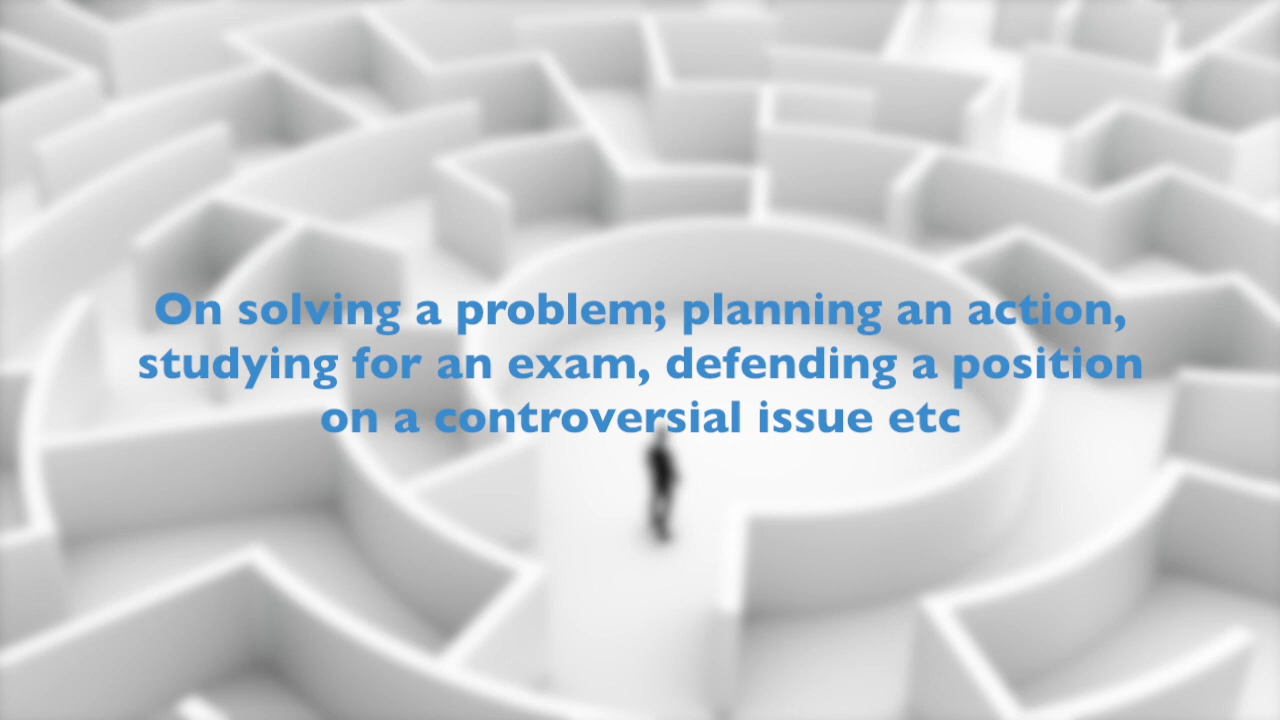 On solving a problem; planning an action,
studying for an exam, defending a position
on a controversial issue etc